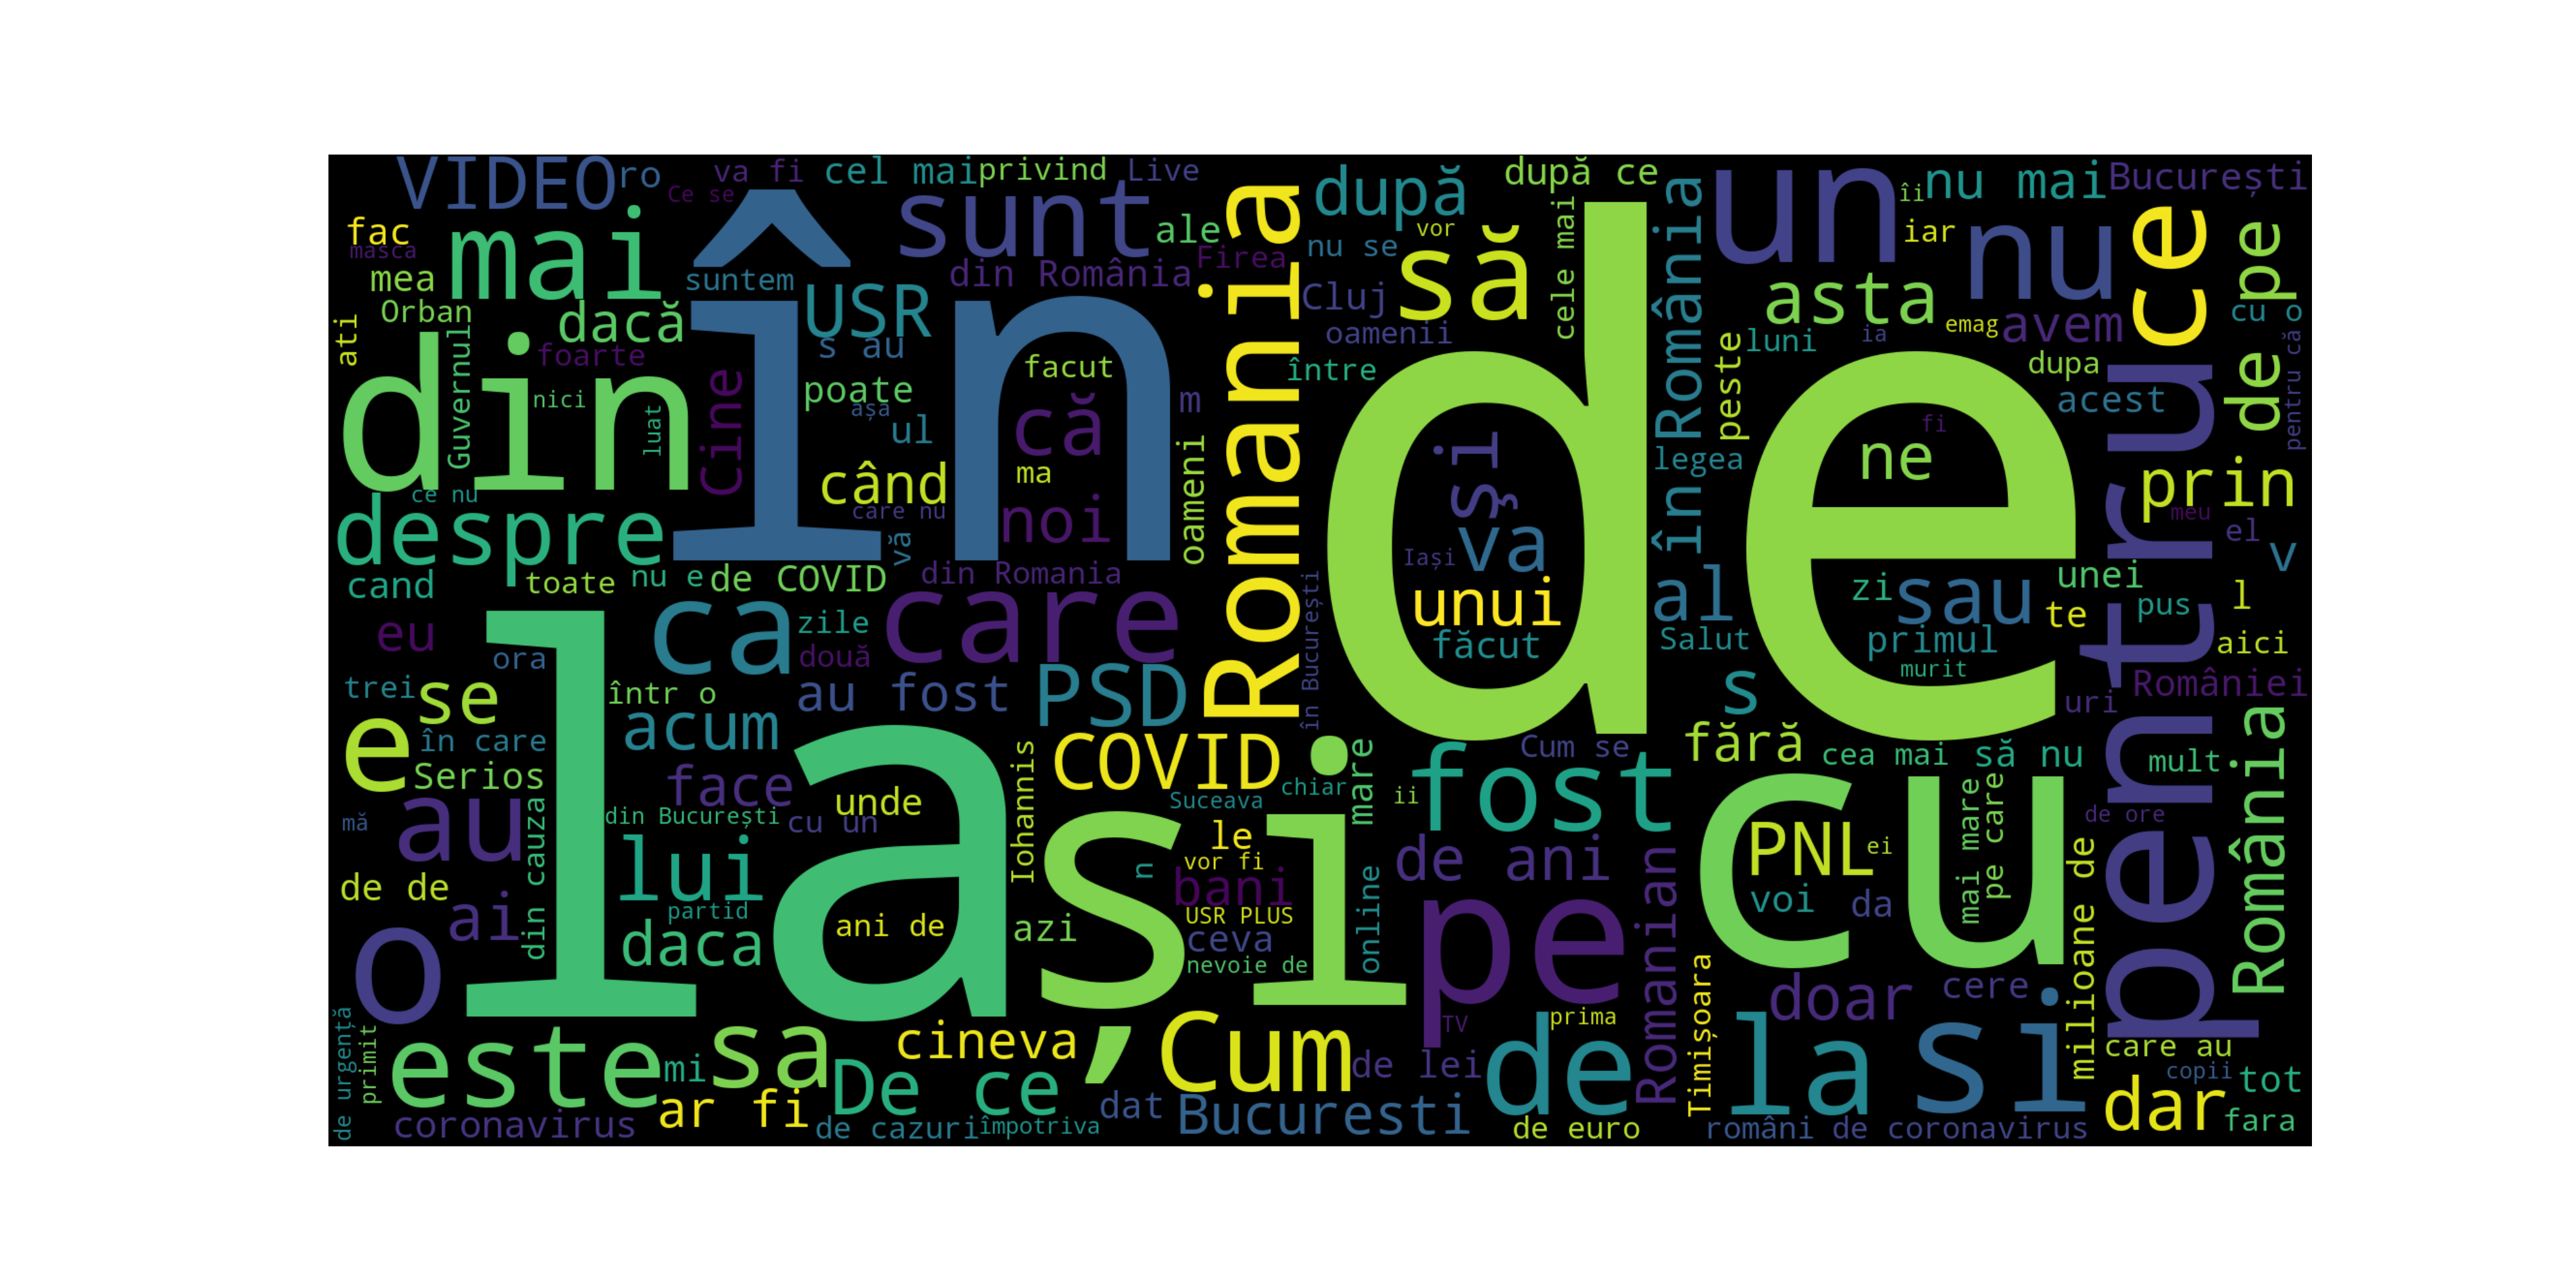 VIDEO
ro
va fi
Ce se
cel mai
privind
Live
fac
masca
mea
mai
în
sunt
ale
din România
Firea
suntem
Orban
ati
dacă
USR
s au
foarte
Guvernul
din
nici
luat
Cine
poate
așa
ul
facut
că
m
ma
noi
când
care nu
oameni
ce nu
despre
vă
cand
toate
nu e
de COVID
din Romania
eu
ora
ca
zile
două
care
trei
se
e
într o
au fost
PSD
în care
Serios
acum
face
Iohannis
COVID
Romania
după
după ce
nu se
vor
să
cele mai
Cluj
oamenii
între
de
în România
un
îi
nu mai
București
iar
nu
ce
pe
asta
avem
emag
ia
luni
peste
dupa
cu o
de
pentru că
acest
legea
fi
ne
prin
meu
el
v
și
va
Iași
unui
făcut
în București
al
Salut
zi
sau
primul
murit
unei
te
pus
l
aici
României
uri
s
fără
cea mai
să nu
mult
pentru
România
Cum se
fost
mare
chiar
Suceava
ii
mă
au
din cauza
din București
cu un
unde
le
vor fi
n
lui
bani
de ani
PNL
ei
mai mare
pe care
de ore
de de
ai
partid
daca
ani de
azi
USR PLUS
ceva
nevoie de
online
pe
Romanian
voi
da
cu
milioane de
o
la
și
de urgență
primit
este
mi
sa
cineva
De ce
Cum
TV
prima
de lei
de la
Timișoara
doar
cere
si
care au
copii
tot
coronavirus
ar fi
de cazuri
împotriva
dat
Bucuresti
de euro
români
de coronavirus
dar
fara